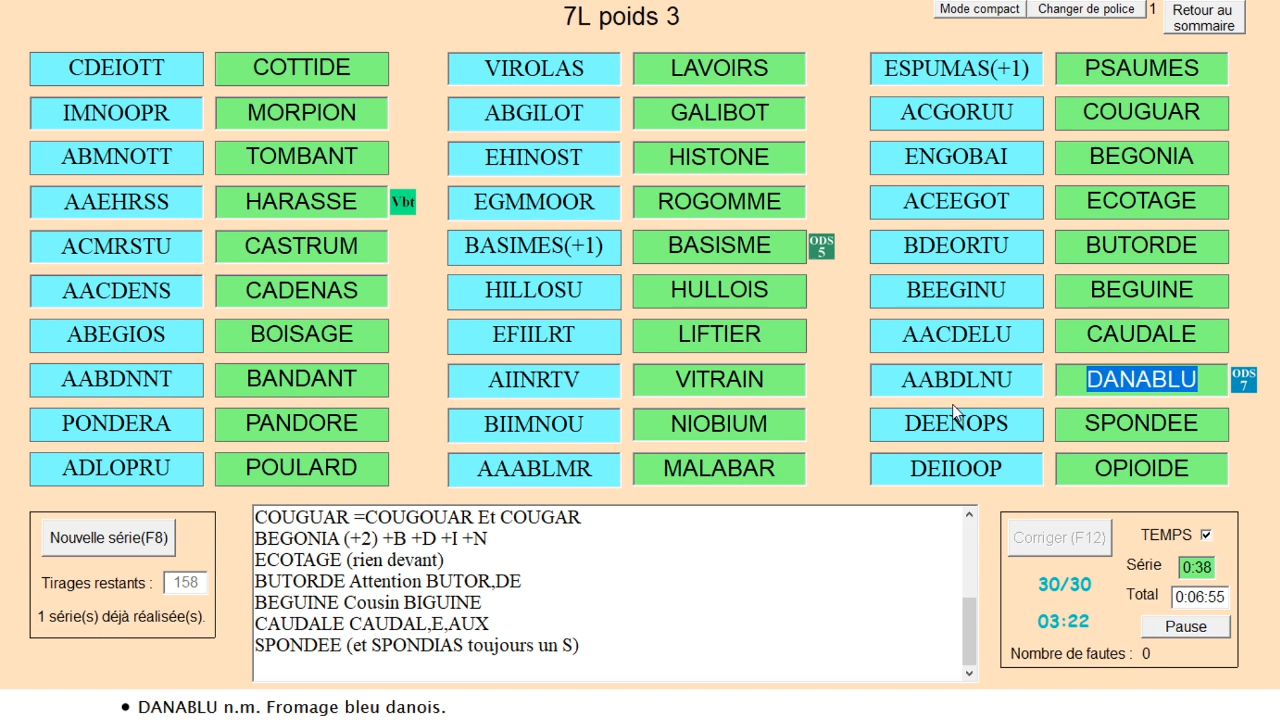 7L poids 3
Mode compact
Changer de police
1
Retour au
sommaire
CDEIOTT COTTIDE
IMNOOPR MORPION
ABMNOTT TOMBANT
AAEHRSS HARASSE Vbt
ACMRSTU CASTRUM
AACDENS CADENAS
ABEGIOS BOISAGE
AABDNNT BANDANT
PONDERA PANDORE
ADLOPRU POULARD
VIROLAS LAVOIRS
ABGILOT GALIBOT
EHINOST HISTONE
EGMMOOR ROGOMME
BASIMES(+1) BASISME ODS 5
HILLOSU HULLOIS
EFIILRT LIFTIER
AIINRTV VITRAIN
BIIMNOU NIOBIUM
AAABLMR MALABAR
ESPUMAS(+1) PSAUMES
ACGORUU COUGUAR
ENGOBAI BEGONIA
ACEEGOT ECOTAGE
BDEORTU BUTORDE
BEEGINU BEGUINE
AACDELU CAUDALE
AABDLNU DANABLU ODS 7
DEENOPS SPONDEE
DEIIOOP OPIOIDE
Nouvelle série(F8)
Tirages restants : 158
1 série(s) déjà réalisée(s).
COUGUAR =COUGOUAR Et COUGAR
BEGONIA (+2) +B +D +I +N
ECOTAGE (rien devant)
BUTORDE Attention BUTOR,DE
BEGUINE Cousin BIGUINE
CAUDALE CAUDAL,E,AUX
SPONDEE (et SPONDIAS toujours un S)
Corriger (F12)
TEMPS
Série 0:38
30/30
Total 0:06:55
03:22
Pause
Nombre de fautes : 0
• DANABLU n.m. Fromage bleu danois.